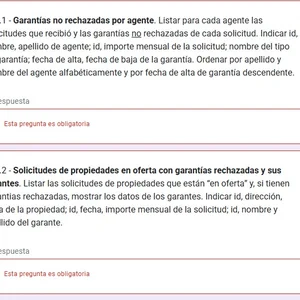 .1 - Garantías no rechazadas por agente. Listar para cada agente las
citudes que recibió y las garantías no rechazadas de cada solicitud. Indicar id,
bre, apellido de agente; id, importe mensual de la solicitud; nombre del tipo
garantía; fecha de alta, fecha de baja de la garantía. Ordenar por apellido y
bre del agente alfabéticamente y por fecha de alta de garantía descendente.
espuesta
Esta pregunta es obligatoria
.2 - Solicitudes de propiedades en oferta con garantías rechazadas y sus
antes. Listar las solicitudes de propiedades que están "en oferta" y, si tienen
antias rechazadas, mostrar los datos de los garantes. Indicar id, dirección,
a de la propiedad; id, fecha, importe mensual de la solicitud; id, nombre y
llido del garante.
espuesta
Esta pregunta es obligatoria